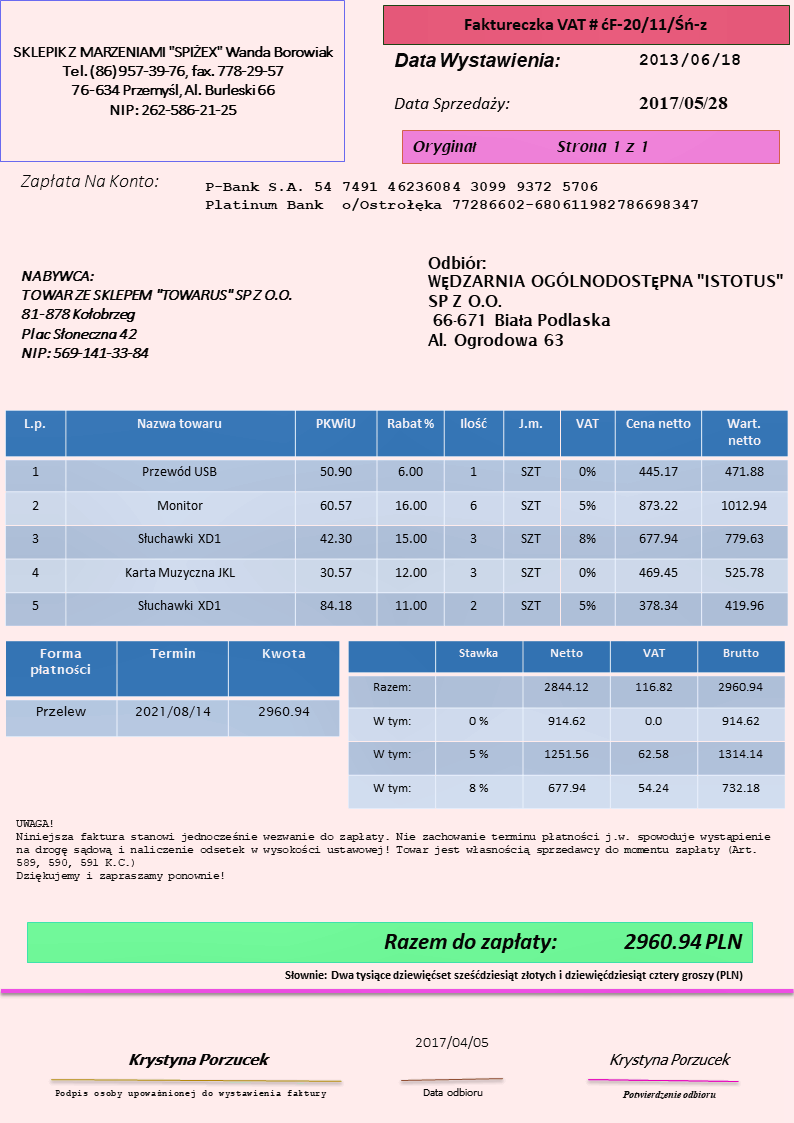 SKLEPIK Z MARZENIAMI "SPIŻEX" Wanda Borowiak
Tel. (86) 957-39-76, fax. 778-29-57
76-634 Przemyśl, Al. Burleski 66
NIP: 262-586-21-25
Faktureczka VAT # ćF-20/11/Śń-z
Data Wystawienia: 2013/06/18
Data Sprzedaży: 2017/05/28
Oryginał Strona 1 z 1
Zapłata Na Konto:
P-Bank S.A. 54 7491 46236084 3099 9372 5706
Platinum Bank o/Ostrołęka 77286602-680611982786698347
NABYWCA:
TOWAR ZE SKLEPEM "TOWARUS" SP Z O.O.
81-878 Kołobrzeg
Plac Słoneczna 42
NIP: 569-141-33-84
Odbiór:
WĘDZARNIA OGÓLNODOSTĘPNA "ISTOTUS"
SP Z O.O.
66-671 Biała Podlaska
Al. Ogrodowa 63
L.p. Nazwa towaru PKWiU Rabat % Ilość J.m. VAT Cena netto Wart. netto
1 Przewód USB 50.90 6.00 1 SZT 0% 445.17 471.88
2 Monitor 60.57 16.00 6 SZT 5% 873.22 1012.94
3 Słuchawki XD1 42.30 15.00 3 SZT 8% 677.94 779.63
4 Karta Muzyczna JKL 30.57 12.00 3 SZT 0% 469.45 525.78
5 Słuchawki XD1 84.18 11.00 2 SZT 5% 378.34 419.96
Forma płatności Termin Kwota
Przelew 2021/08/14 2960.94
Stawka Netto VAT Brutto
Razem: 2844.12 116.82 2960.94
W tym: 0 % 914.62 0.0 914.62
W tym: 5 % 1251.56 62.58 1314.14
W tym: 8 % 677.94 54.24 732.18
UWAGA!
Niniejsza faktura stanowi jednocześnie wezwanie do zapłaty. Nie zachowanie terminu płatności j.w. spowoduje wystąpienie
na drogę sądową i naliczenie odsetek w wysokości ustawowej! Towar jest własnością sprzedawcy do momentu zapłaty (Art.
589, 590, 591 K.C.)
Dziękujemy i zapraszamy ponownie!
Razem do zapłaty: 2960.94 PLN
Słownie: Dwa tysiące dziewięćset sześćdziesiąt złotych i dziewięćdziesiąt cztery groszy (PLN)
Krystyna Porzucek
Podpis osoby upoważnionej do wystawienia faktury
2017/04/05
Data odbioru
Krystyna Porzucek
Potwierdzenie odbioru